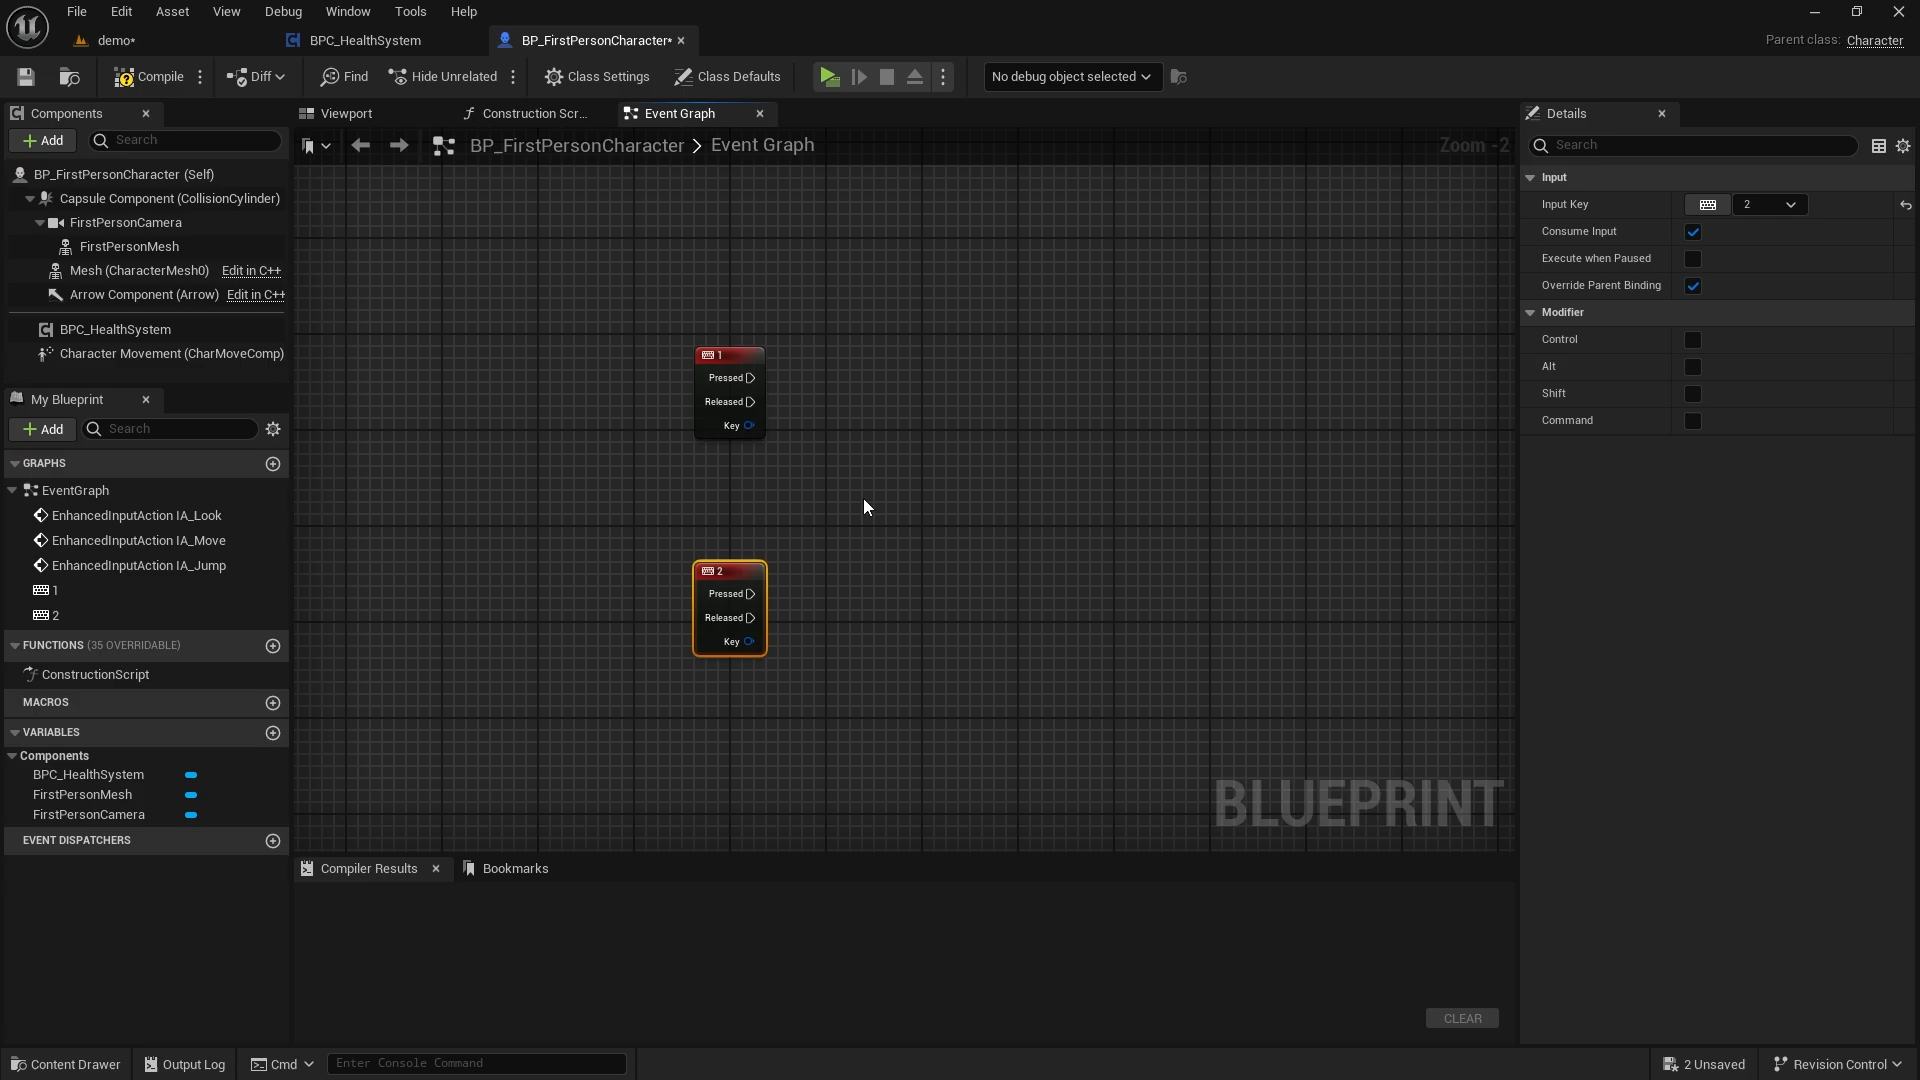 File Edit Asset View Debug Window Tools Help
demo* BPC_HealthSystem BP_FirstPersonCharacter* Parent class: Character
Compile Diff Find Hide Unrelated Class Settings Class Defaults No debug object selected
Components Viewport Construction Scr... Event Graph Details
Add Search BP_FirstPersonCharacter > Event Graph Zoom -2 Search
BP_FirstPersonCharacter (Self)
Capsule Component (CollisionCylinder)
FirstPersonCamera
FirstPersonMesh
Mesh (CharacterMesh0) Edit in C++
Arrow Component (Arrow) Edit in C++
BPC_HealthSystem
Character Movement (CharMoveComp)
My Blueprint
Add Search
GRAPHS
EventGraph
EnhancedInputAction IA_Look
EnhancedInputAction IA_Move
EnhancedInputAction IA_Jump
1
2
FUNCTIONS (35 OVERRIDABLE)
ConstructionScript
MACROS
VARIABLES
Components
BPC_HealthSystem
FirstPersonMesh
FirstPersonCamera
EVENT DISPATCHERS
1
Pressed
Released
Key
2
Pressed
Released
Key
BLUEPRINT
Compiler Results Bookmarks
CLEAR
Input
Input Key 2
Consume Input
Execute when Paused
Override Parent Binding
Modifier
Control
Alt
Shift
Command
Content Drawer Output Log Cmd Enter Console Command 2 Unsaved Revision Control